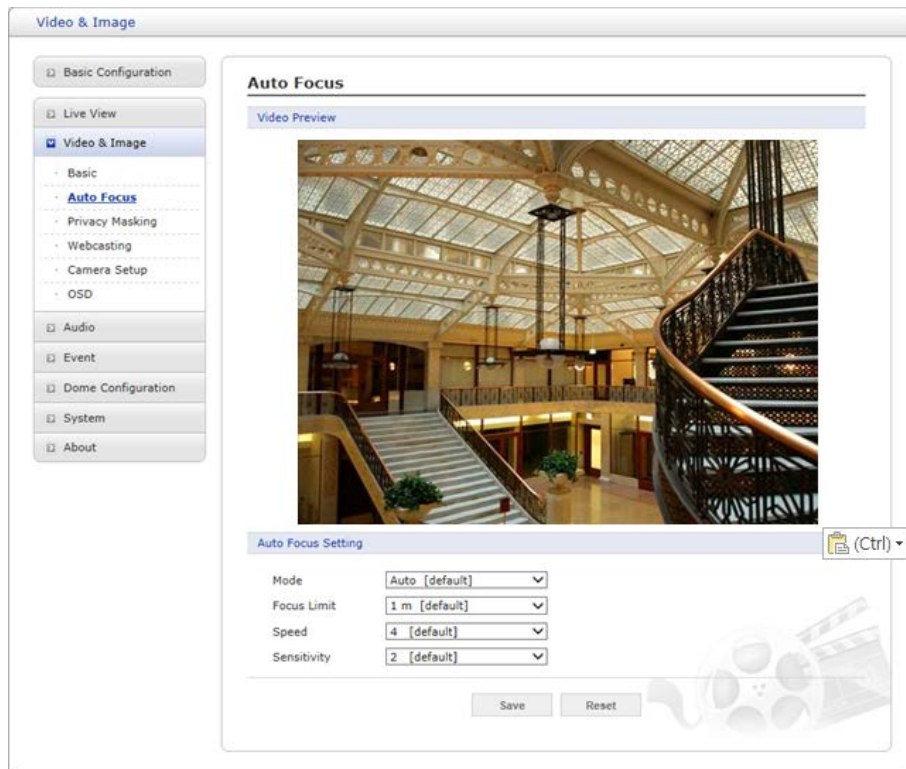 Video & Image
Basic Configuration
Live View
Video & Image
Basic
Auto Focus
Privacy Masking
Webcasting
Camera Setup
OSD
Audio
Event
Dome Configuration
System
About
Auto Focus
Video Preview
Auto Focus Setting
(Ctrl)
Mode Auto [default]
Focus Limit 1 m [default]
Speed 4 [default]
Sensitivity 2 [default]
Save Reset